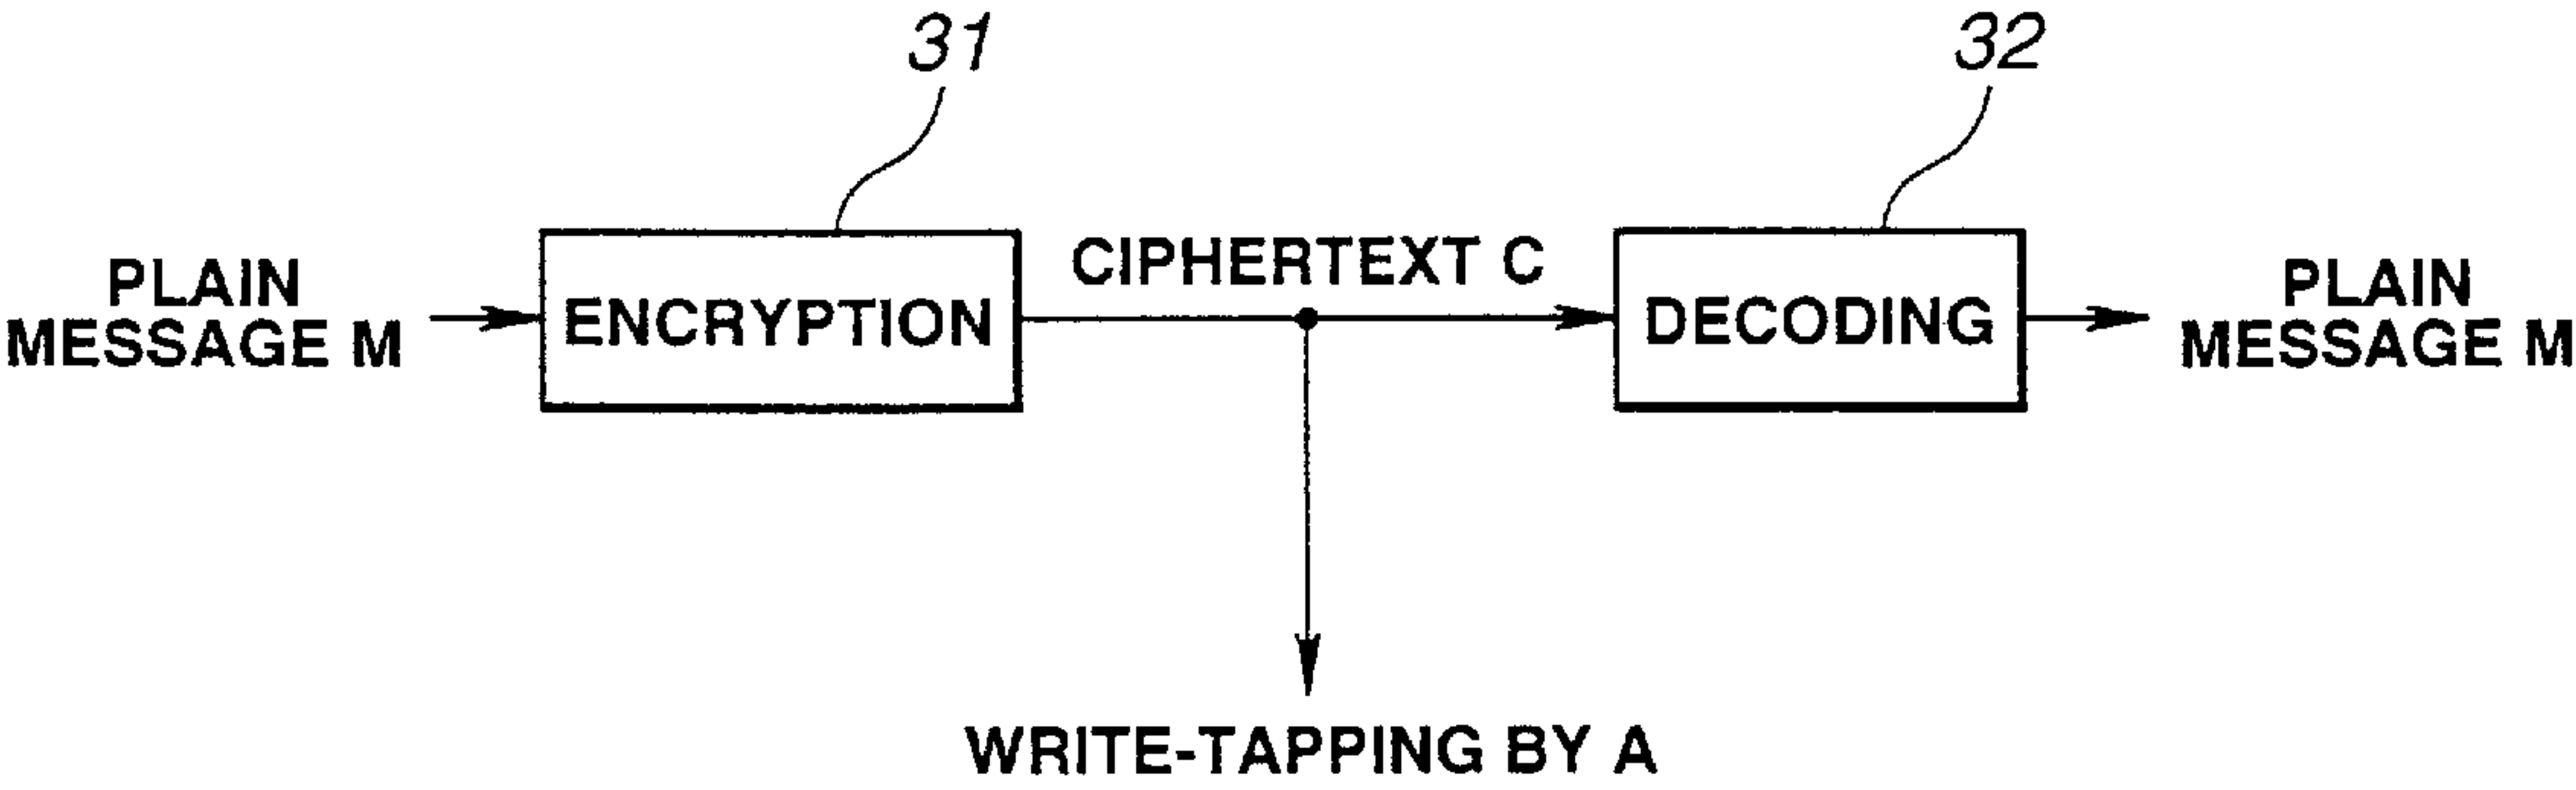 31
32
PLAIN
MESSAGE M
ENCRYPTION
CIPHERTEXT C
DECODING
PLAIN
MESSAGE M
WRITE-TAPPING BY A